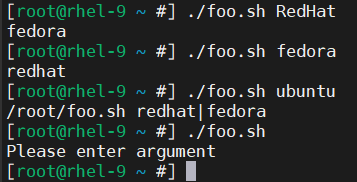 [root@rhel-9 ~ #] ./foo.sh RedHat
fedora
[root@rhel-9 ~ #] ./foo.sh fedora
redhat
[root@rhel-9 ~ #] ./foo.sh ubuntu
/root/foo.sh redhat|fedora
[root@rhel-9 ~ #] ./foo.sh
Please enter argument
[root@rhel-9 ~ #]